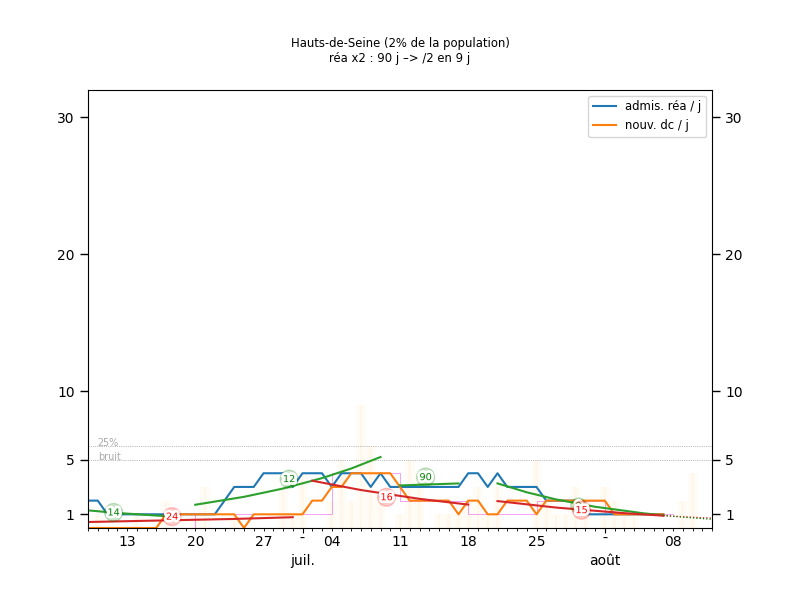 Hauts-de-Seine (2% de la population)
réa x2 : 90 j –> /2 en 9 j
admis. réa / j
nouv. dc / j
30 30
20 20
10 10
25%
5 bruit 5
12 90
16
14 24 15
1 1
13 20 27 - 04 11 18 25 - 08
juil. août